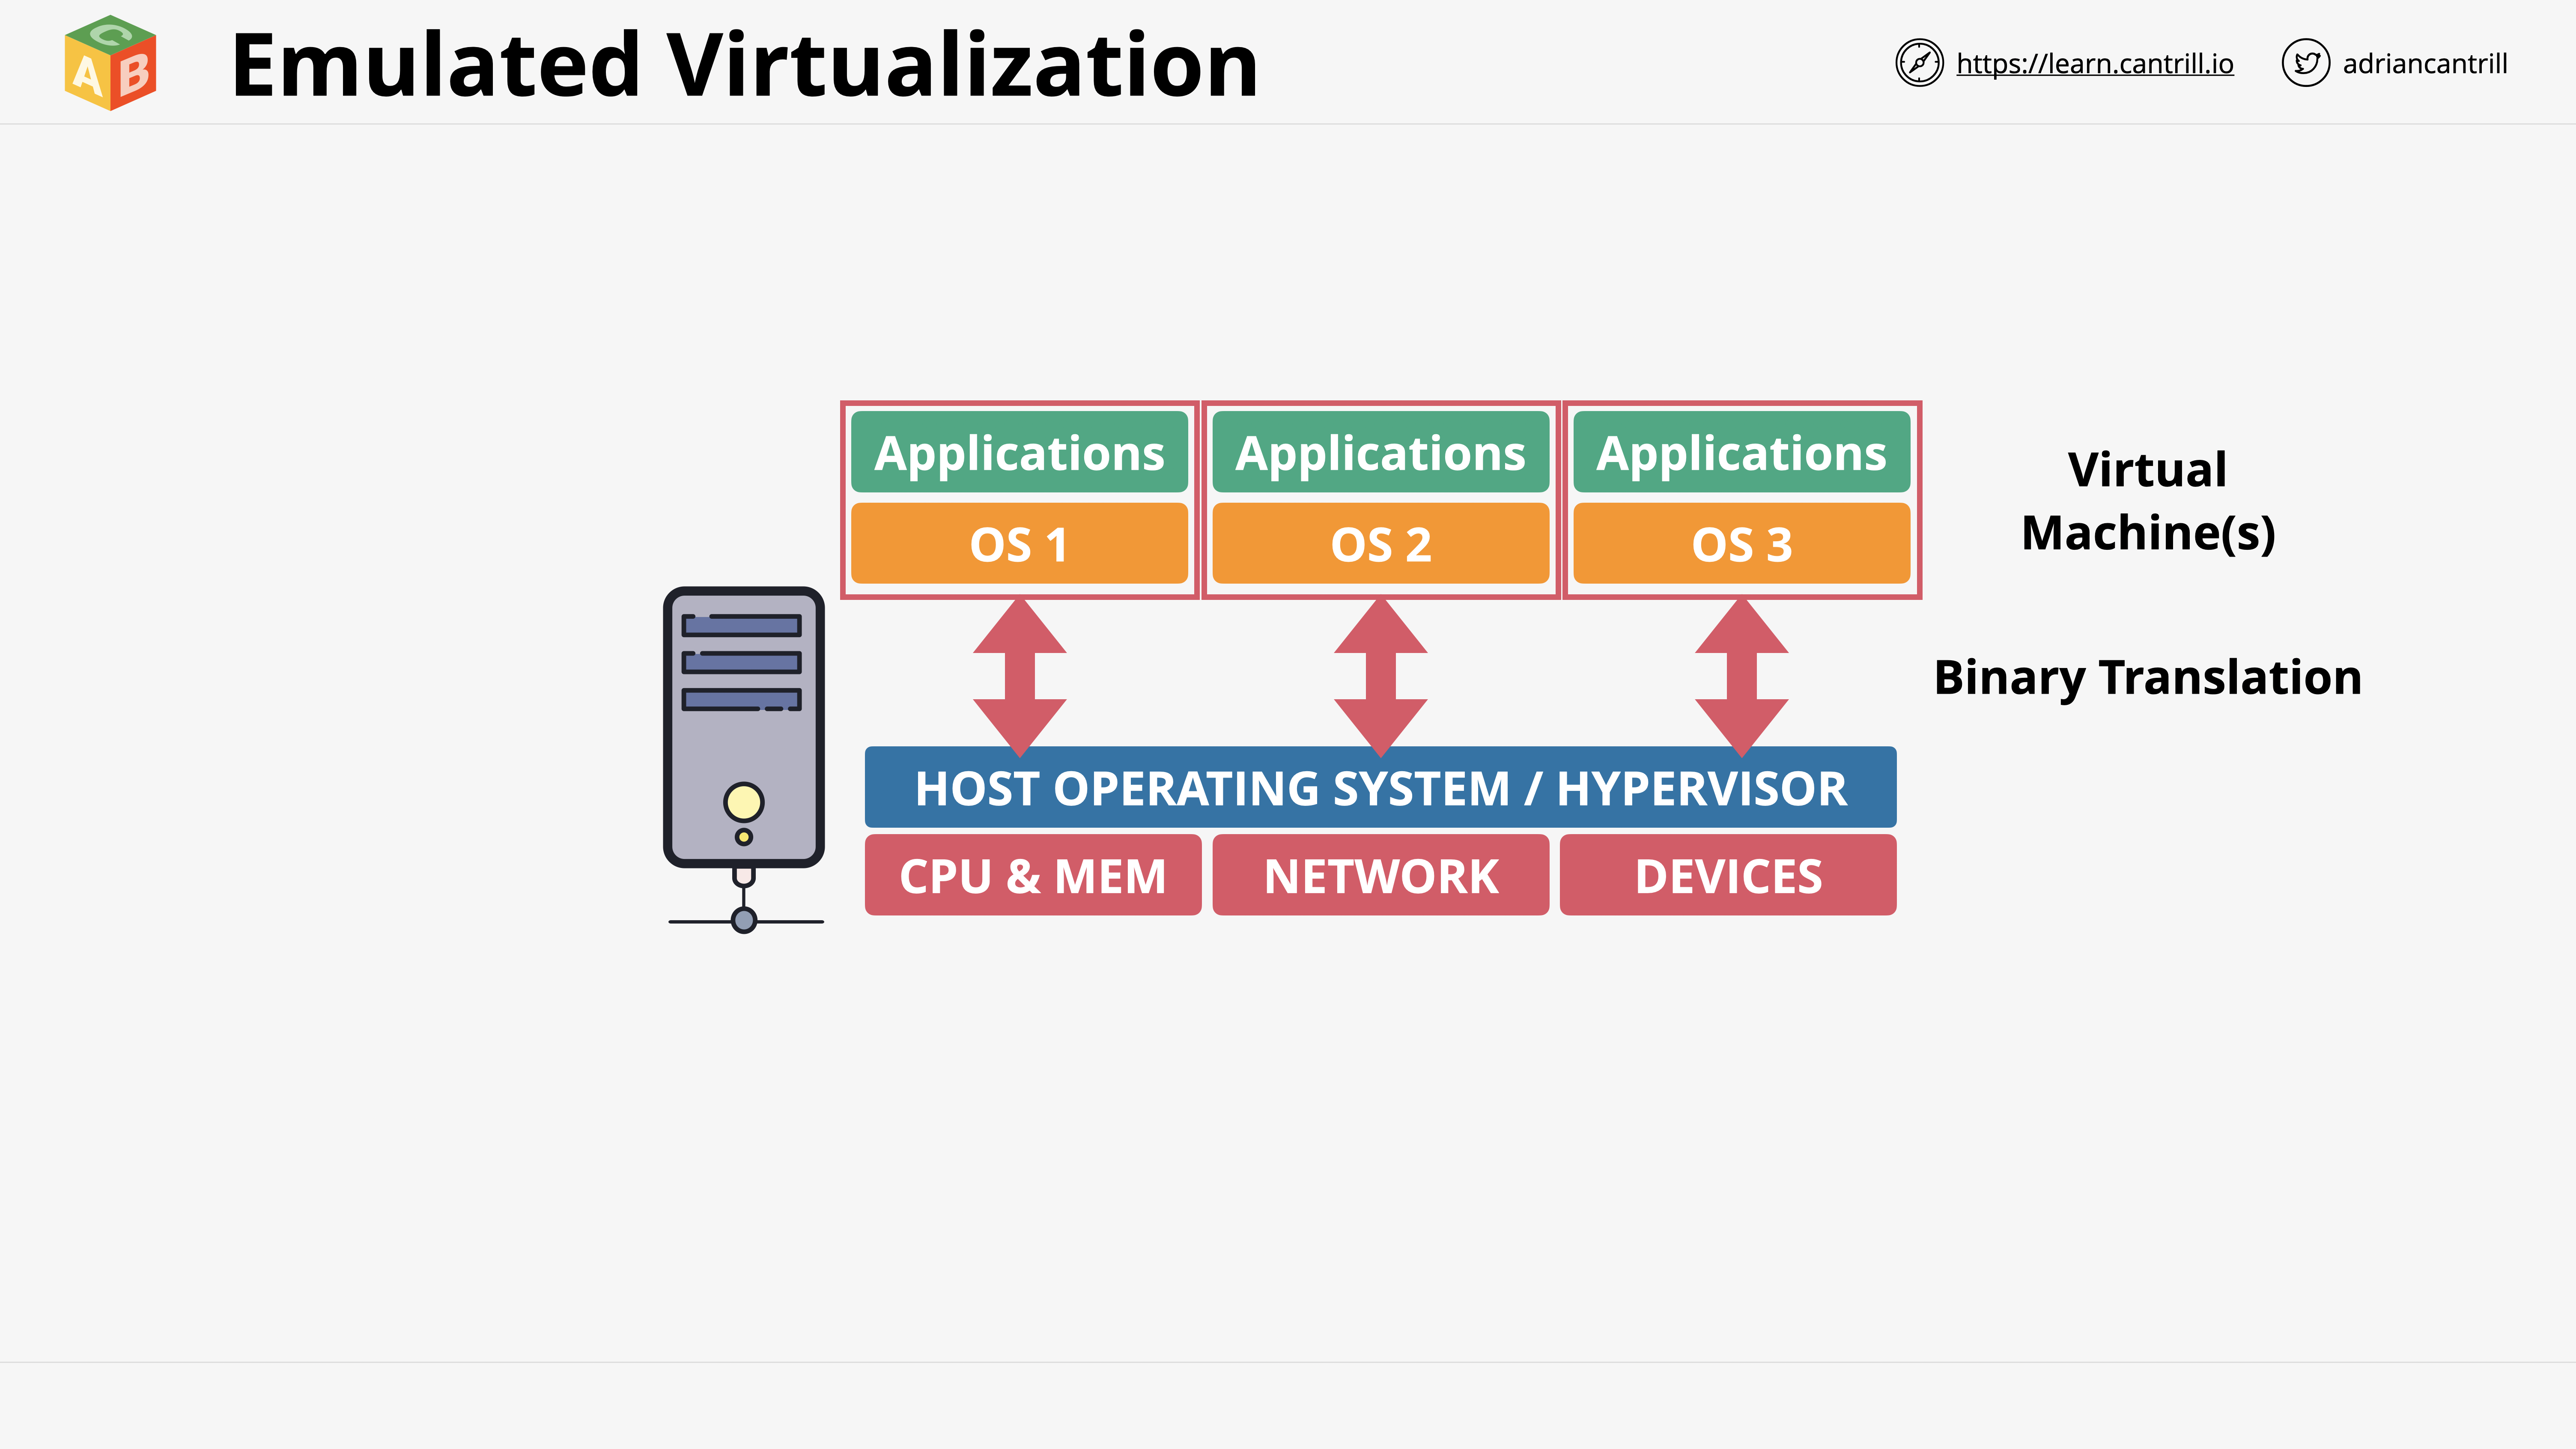 C
A B
Emulated Virtualization
https://learn.cantrill.io
adriancantrill
Applications Applications Applications
OS 1 OS 2 OS 3
Virtual
Machine(s)
Binary Translation
HOST OPERATING SYSTEM / HYPERVISOR
CPU & MEM NETWORK DEVICES